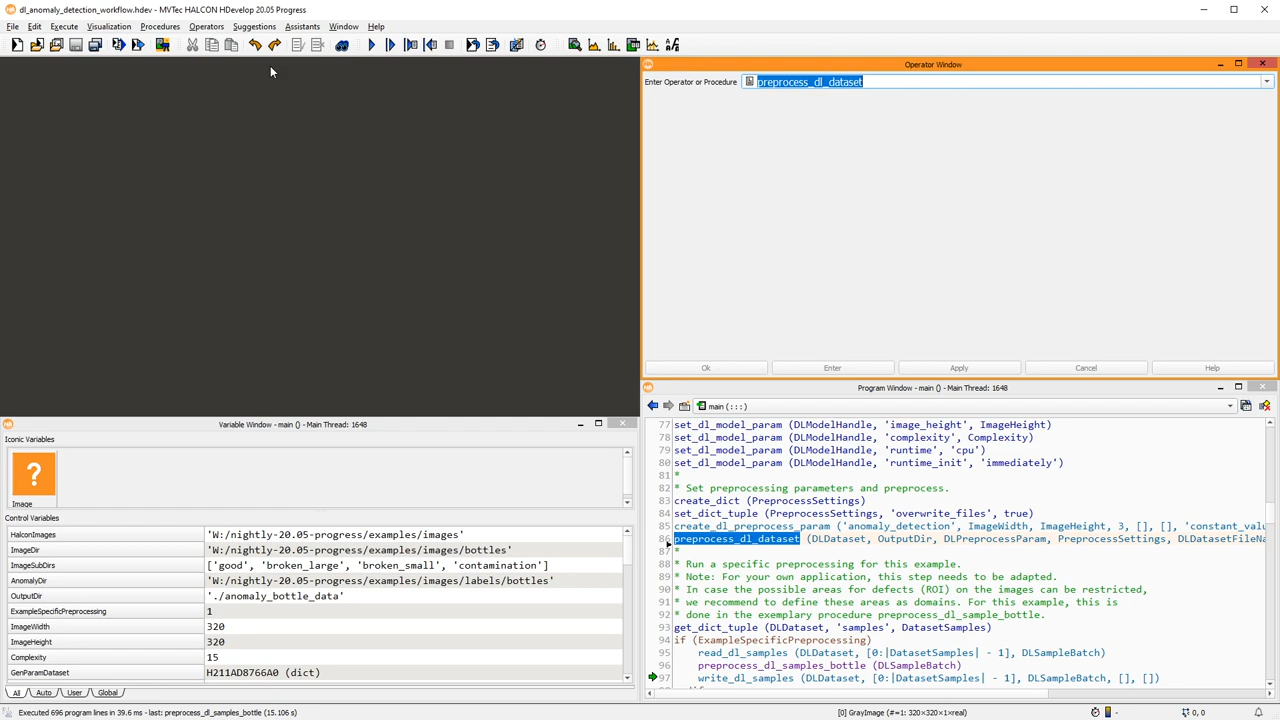 dl_anomaly_detection_workflow.hdev - MVTec HALCON HDevelop 20.05 Progress
File Edit Execute Visualization Procedures Operators Suggestions Assistants Window Help
Operator Window
Enter Operator or Procedure preprocess_dl_dataset
Ok Enter Apply Cancel Help
Program Window - main () - Main Thread: 1648
main ( : : : )
77 set_dl_model_param (DLModelHandle, 'image_height', ImageHeight)
78 set_dl_model_param (DLModelHandle, 'complexity', Complexity)
79 set_dl_model_param (DLModelHandle, 'runtime', 'cpu')
80 set_dl_model_param (DLModelHandle, 'runtime_init', 'immediately')
81 *
82 * Set preprocessing parameters and preprocess.
83 create_dict (PreprocessSettings)
84 set_dict_tuple (PreprocessSettings, 'overwrite_files', true)
85 create_dl_preprocess_param ('anomaly_detection', ImageWidth, ImageHeight, 3, [], [], 'constant_valu
86 preprocess_dl_dataset (DLDataset, OutputDir, DLPreprocessParam, PreprocessSettings, DLDatasetFileNa
87 *
88 * Run a specific preprocessing for this example.
89 * Note: For your own application, this step needs to be adapted.
90 * In case the possible areas for defects (ROI) on the images can be restricted,
91 * we recommend to define these areas as domains. For this example, this is
92 * done in the exemplary procedure preprocess_dl_sample_bottle.
93 get_dict_tuple (DLDataset, 'samples', DatasetSamples)
94 if (ExampleSpecificPreprocessing)
95 read_dl_samples (DLDataset, [0:|DatasetSamples| - 1], DLSampleBatch)
96 preprocess_dl_samples_bottle (DLSampleBatch)
97 write_dl_samples (DLDataset, [0:|DatasetSamples| - 1], DLSampleBatch, [], [])
Variable Window - main () - Main Thread: 1648
Iconic Variables
?
Image
Control Variables
HalconImages 'W:/nightly-20.05-progress/examples/images'
ImageDir 'W:/nightly-20.05-progress/examples/images/bottles'
ImageSubDirs ['good', 'broken_large', 'broken_small', 'contamination']
AnomalyDir 'W:/nightly-20.05-progress/examples/images/labels/bottles'
OutputDir './anomaly_bottle_data'
ExampleSpecificPreprocessing 1
ImageWidth 320
ImageHeight 320
Complexity 15
GenParamDataset H211AD8766A0 (dict)
All Auto User Global
Executed 696 program lines in 39.6 ms - last: preprocess_dl_samples_bottle (15.106 s)
[0] GrayImage (#=1: 320×320×1×real)
- 0, 0